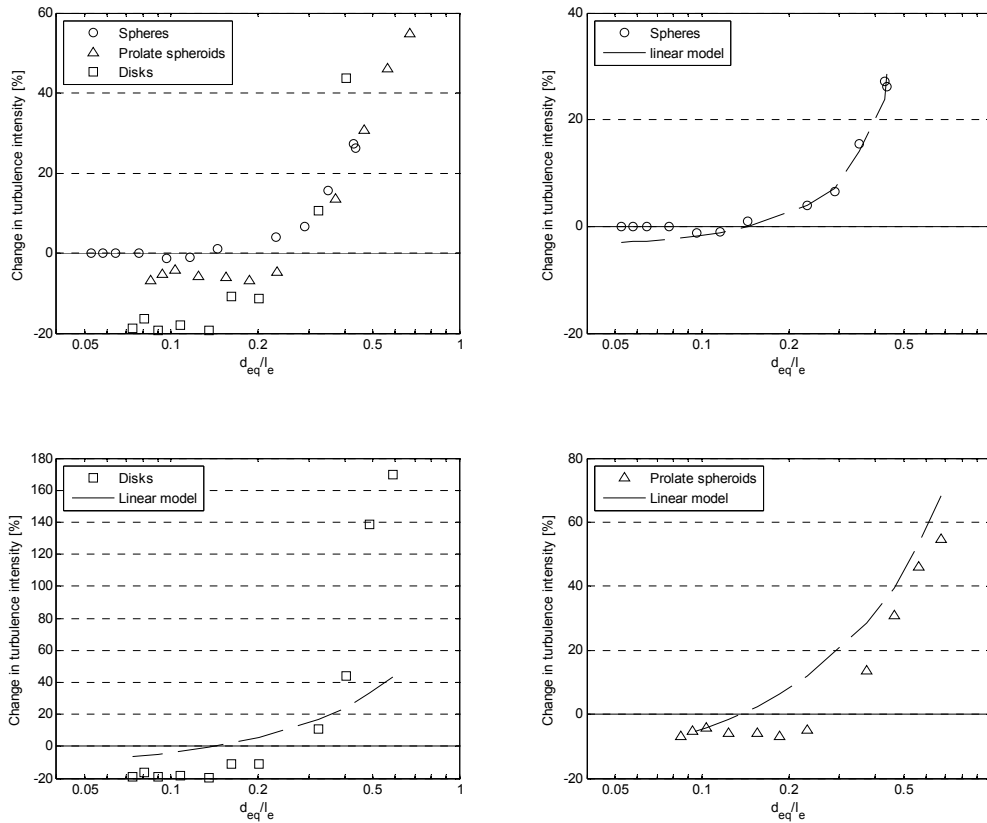 60
40
20
0
-20
Change in turbulence intensity [%]
Spheres
Prolate spheroids
Disks
0.05 0.1 0.2 0.5 1
d_eq/l_e
40
20
0
-20
Change in turbulence intensity [%]
Spheres
linear model
0.05 0.1 0.2 0.5
d_eq/l_e
180
160
140
120
100
80
60
40
20
0
-20
Change in turbulence intensity [%]
Disks
Linear model
0.05 0.1 0.2 0.5 1
d_eq/l_e
80
60
40
20
0
-20
Change in turbulence intensity [%]
Prolate spheroids
Linear model
0.05 0.1 0.2 0.5
d_eq/l_e